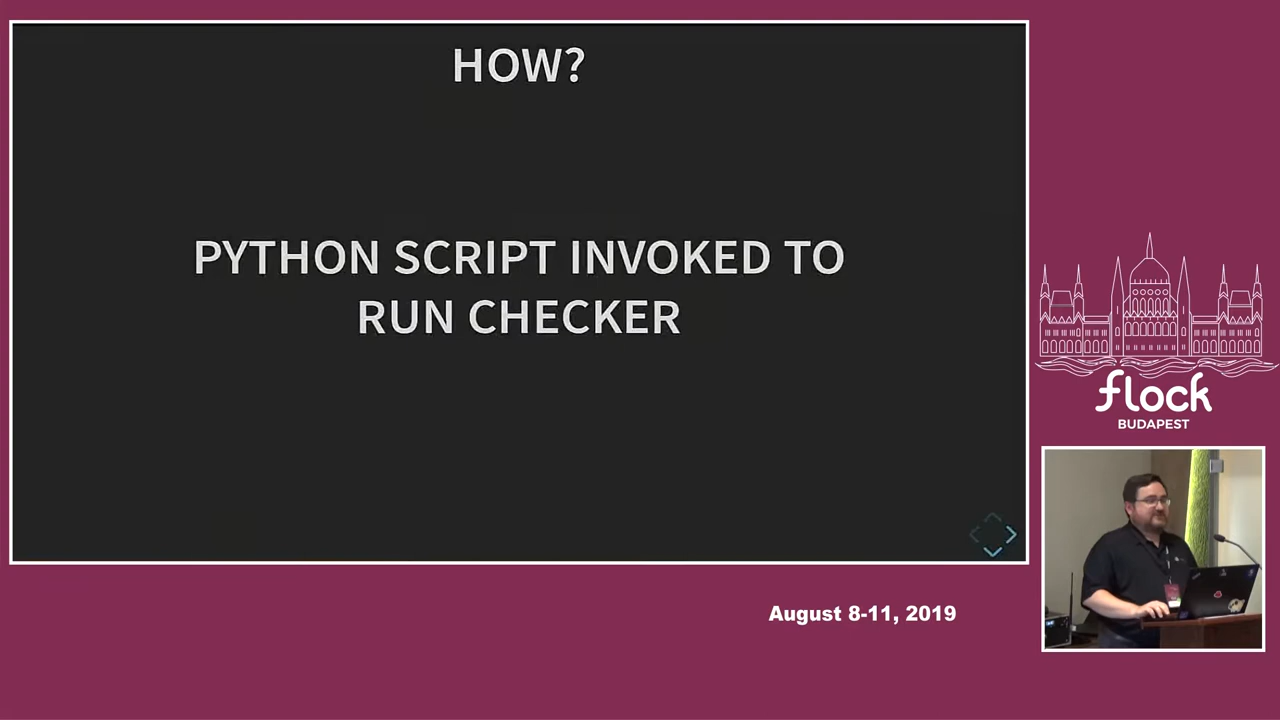 HOW?
PYTHON SCRIPT INVOKED TO
RUN CHECKER
flock
BUDAPEST
August 8-11, 2019